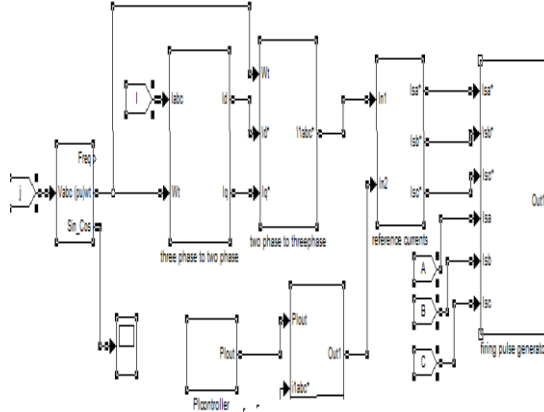 Wt
I
Iabc
Id
Id*
I1abc*
In1
Isa*
Isa*
Isb*
Isb*
Isc*
Isc*
Freq
j
Vabc (pu)wt
Wt
Iq
Iq*
In2
Out1
Sin_Cos
Isa
three phase to two phase
two phase to threephase
reference currents
A
Isb
B
Isc
PIout
PIout
Out1
C
firing pulse generator
i1abc*
PIcontroller